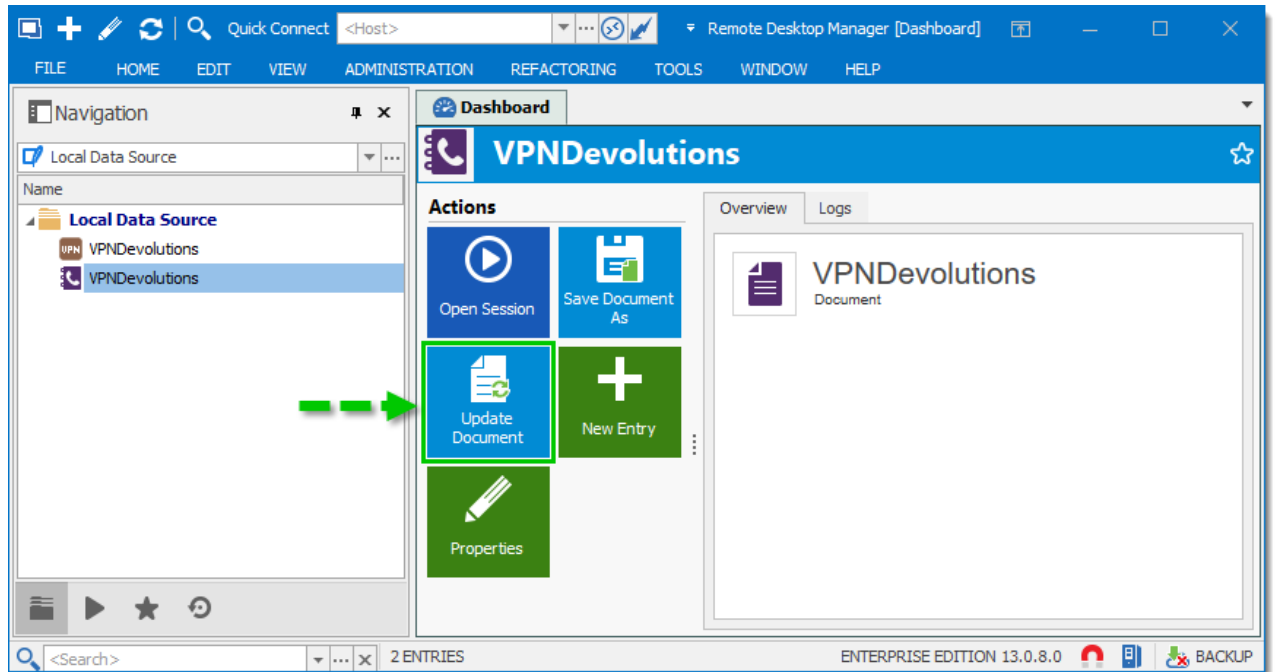 Quick Connect <Host> Remote Desktop Manager [Dashboard]
FILE HOME EDIT VIEW ADMINISTRATION REFACTORING TOOLS WINDOW HELP
Navigation
Local Data Source
Name
Local Data Source
VPN VPNDevolutions
VPNDevolutions
Dashboard
VPNDevolutions
Actions
Open Session
Save Document
As
Update
Document
New Entry
Properties
Overview Logs
VPNDevolutions
Document
<Search> 2 ENTRIES ENTERPRISE EDITION 13.0.8.0 BACKUP